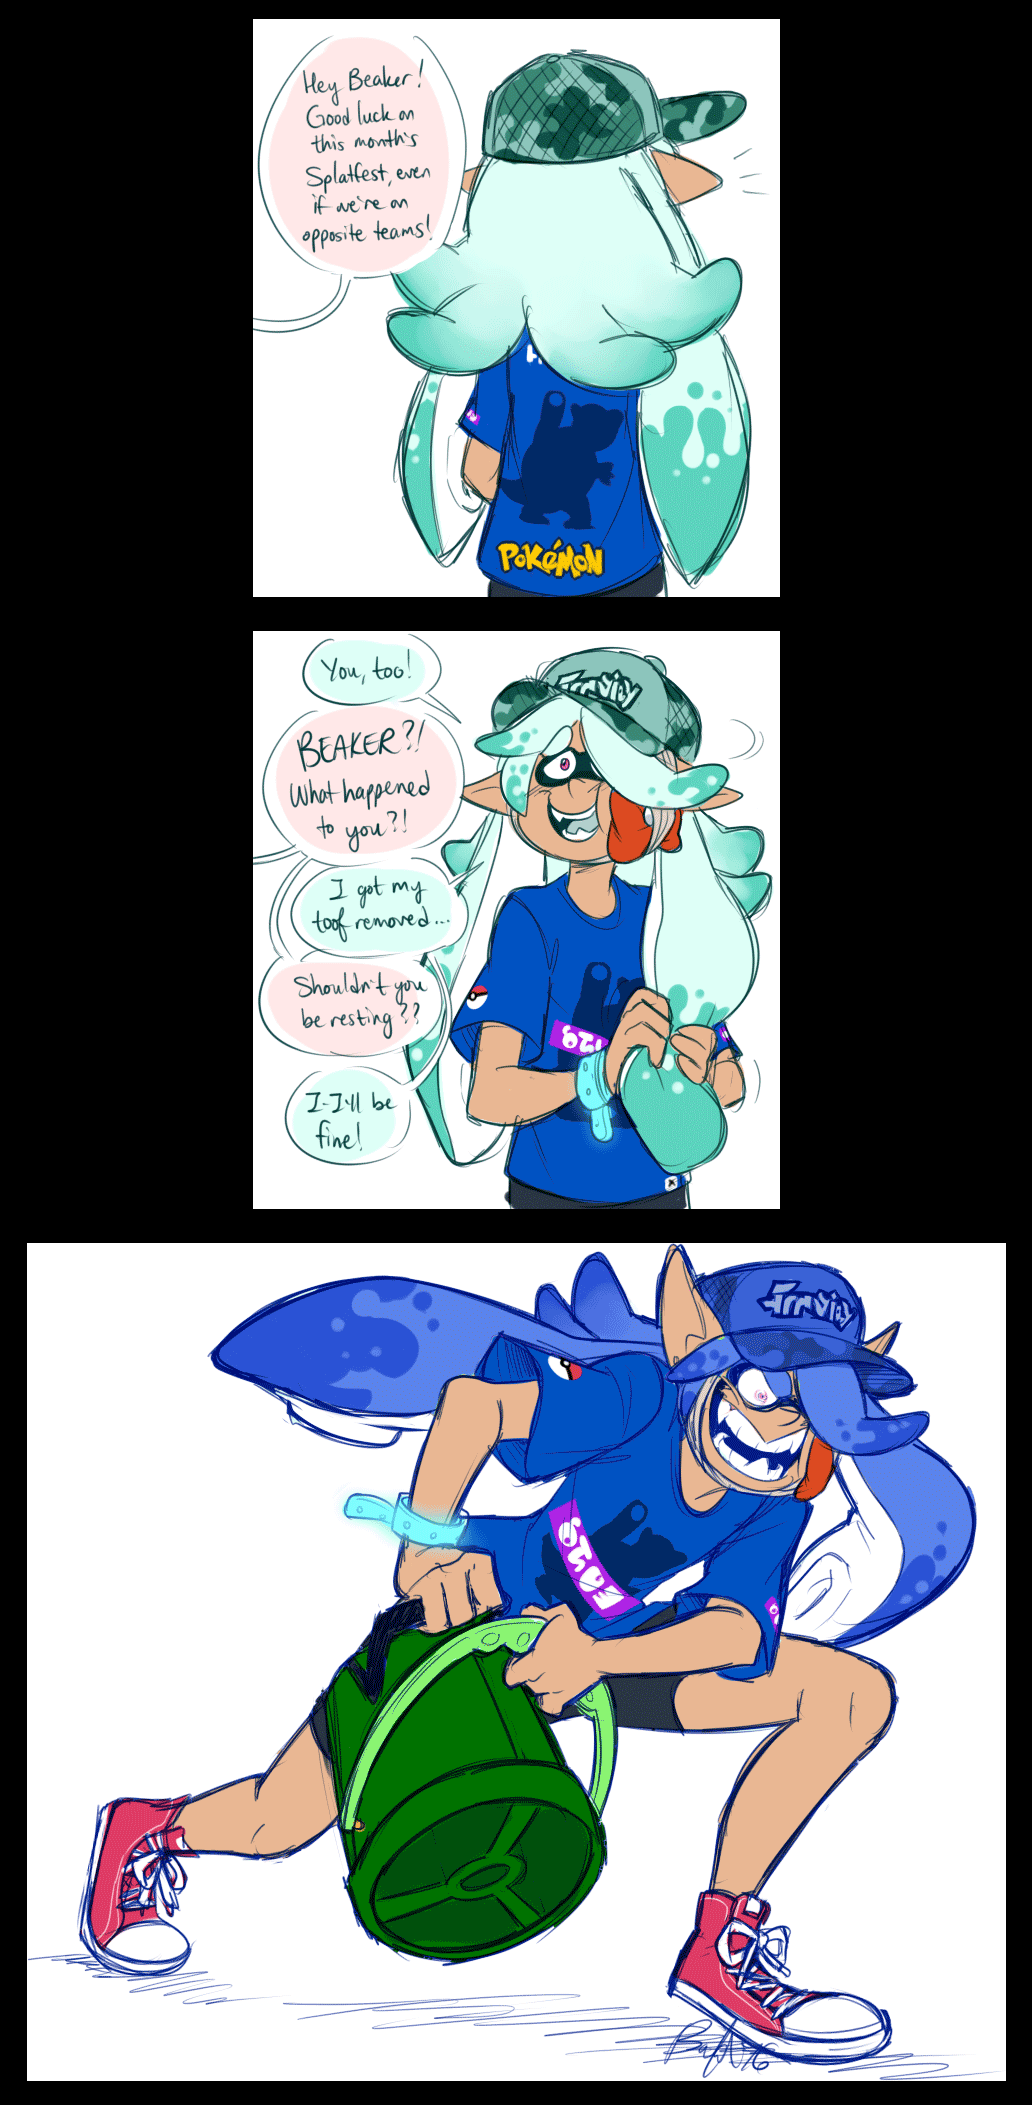 Hey Beaker!
Good luck on
this month's
Splatfest, even
if we're on
opposite teams!
POKéMON
You, too!
BEAKER?!
What happened
to you?!
I got my
toof removed...
Shouldn't you
be resting??
I-I'll be
fine!